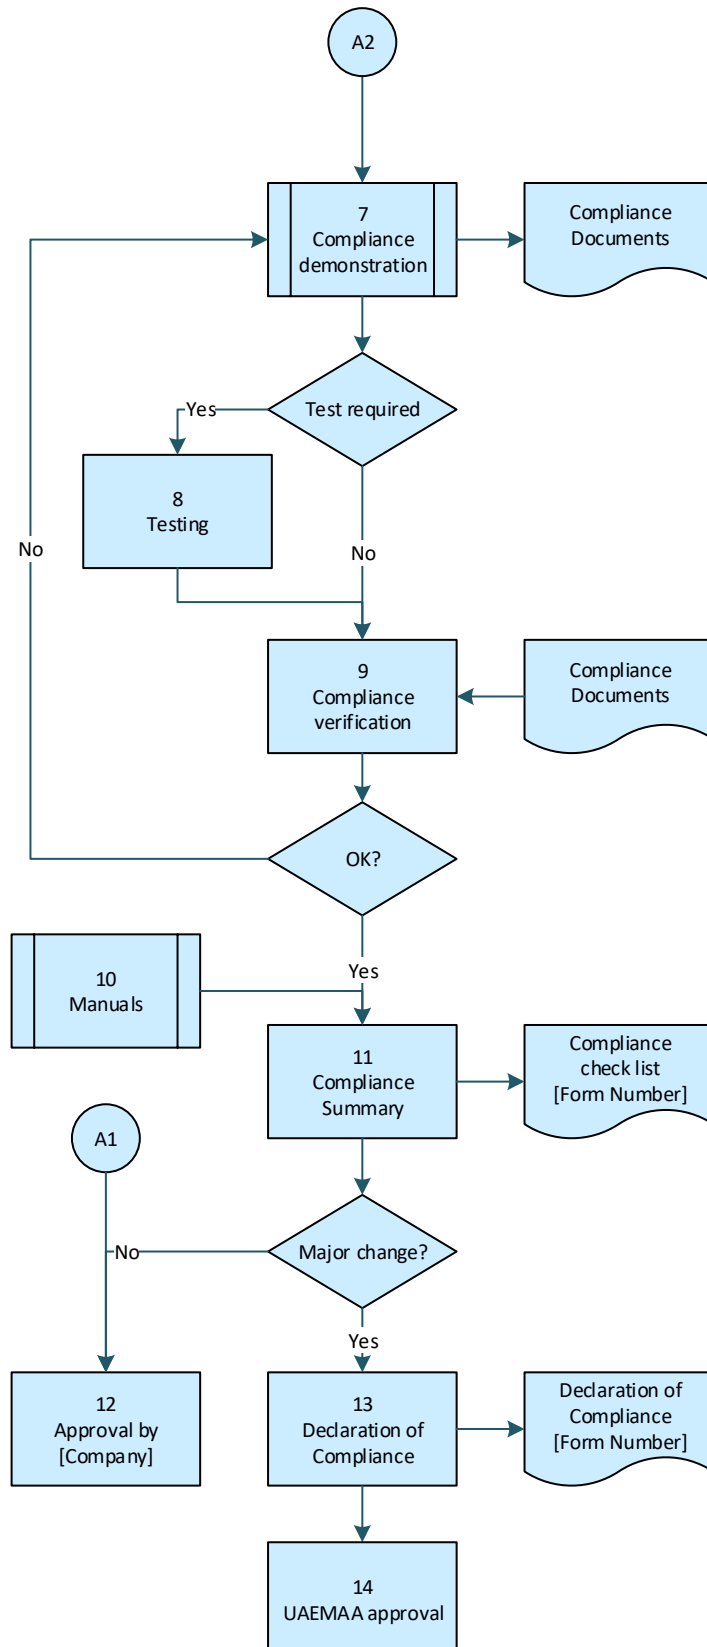 A2
7
Compliance
demonstration
Compliance
Documents
Test required
Yes
8
Testing
No
No
9
Compliance
verification
Compliance
Documents
OK?
10
Manuals
Yes
11
Compliance
Summary
Compliance
check list
[Form Number]
A1
Major change?
No
Yes
12
Approval by
[Company]
13
Declaration of
Compliance
Declaration of
Compliance
[Form Number]
14
UAEMAA approval